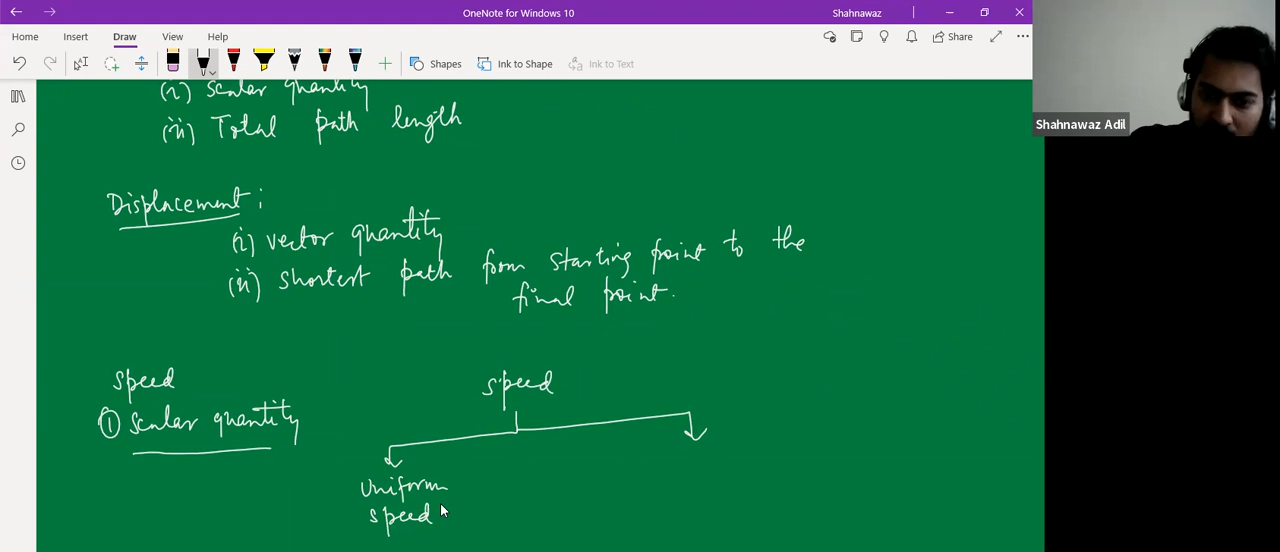 OneNote for Windows 10
Shahnawaz
Home Insert Draw View Help
Share
Shapes
Ink to Shape
Ink to Text
Shahnawaz Adil
(i) Scalar quantity
(ii) Total path length
Displacement:
(i) vector quantity
(ii) shortest path from starting point to the
final point.
speed
① scalar quantity
speed
Uniform
speed